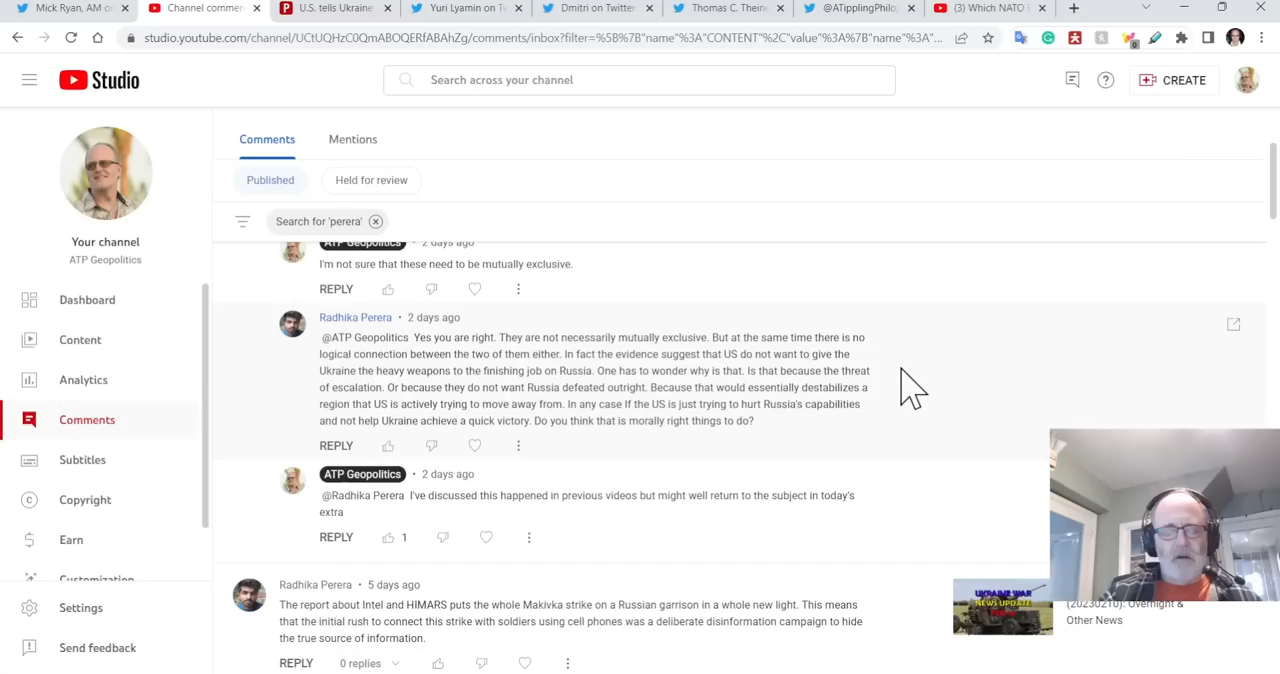 Mick Ryan, AM on
Channel commen
U.S. tells Ukraine
Yuri Lyamin on Tw
Dmitri on Twitter
Thomas C. Theine
@ATipplingPhilo
(3) Which NATO
studio.youtube.com/channel/UCtUQHzC0QmABOQERfABAhZg/comments/inbox?filter=%5B%7B"name"%3A"CONTENT"%2C"value"%3A%7B"name"%3A"...
Studio
Search across your channel
CREATE
Your channel
ATP Geopolitics
Dashboard
Content
Analytics
Comments
Subtitles
Copyright
Earn
Customization
Settings
Send feedback
Comments Mentions
Published Held for review
Search for 'perera'
ATP Geopolitics • 2 days ago
I'm not sure that these need to be mutually exclusive.
REPLY
Radhika Perera • 2 days ago
@ATP Geopolitics Yes you are right. They are not necessarily mutually exclusive. But at the same time there is no
logical connection between the two of them either. In fact the evidence suggest that US do not want to give the
Ukraine the heavy weapons to the finishing job on Russia. One has to wonder why is that. Is that because the threat
of escalation. Or because they do not want Russia defeated outright. Because that would essentially destabilizes a
region that US is actively trying to move away from. In any case if the US is just trying to hurt Russia's capabilities
and not help Ukraine achieve a quick victory. Do you think that is morally right things to do?
REPLY
ATP Geopolitics • 2 days ago
@Radhika Perera I've discussed this happened in previous videos but might well return to the subject in today's
extra
REPLY 1
Radhika Perera • 5 days ago
The report about Intel and HIMARS puts the whole Makivka strike on a Russian garrison in a whole new light. This means
that the initial rush to connect this strike with soldiers using cell phones was a deliberate disinformation campaign to hide
the true source of information.
REPLY 0 replies
UKRAINE WAR
NEWS UPDATE
(20230210): Overnight &
Other News